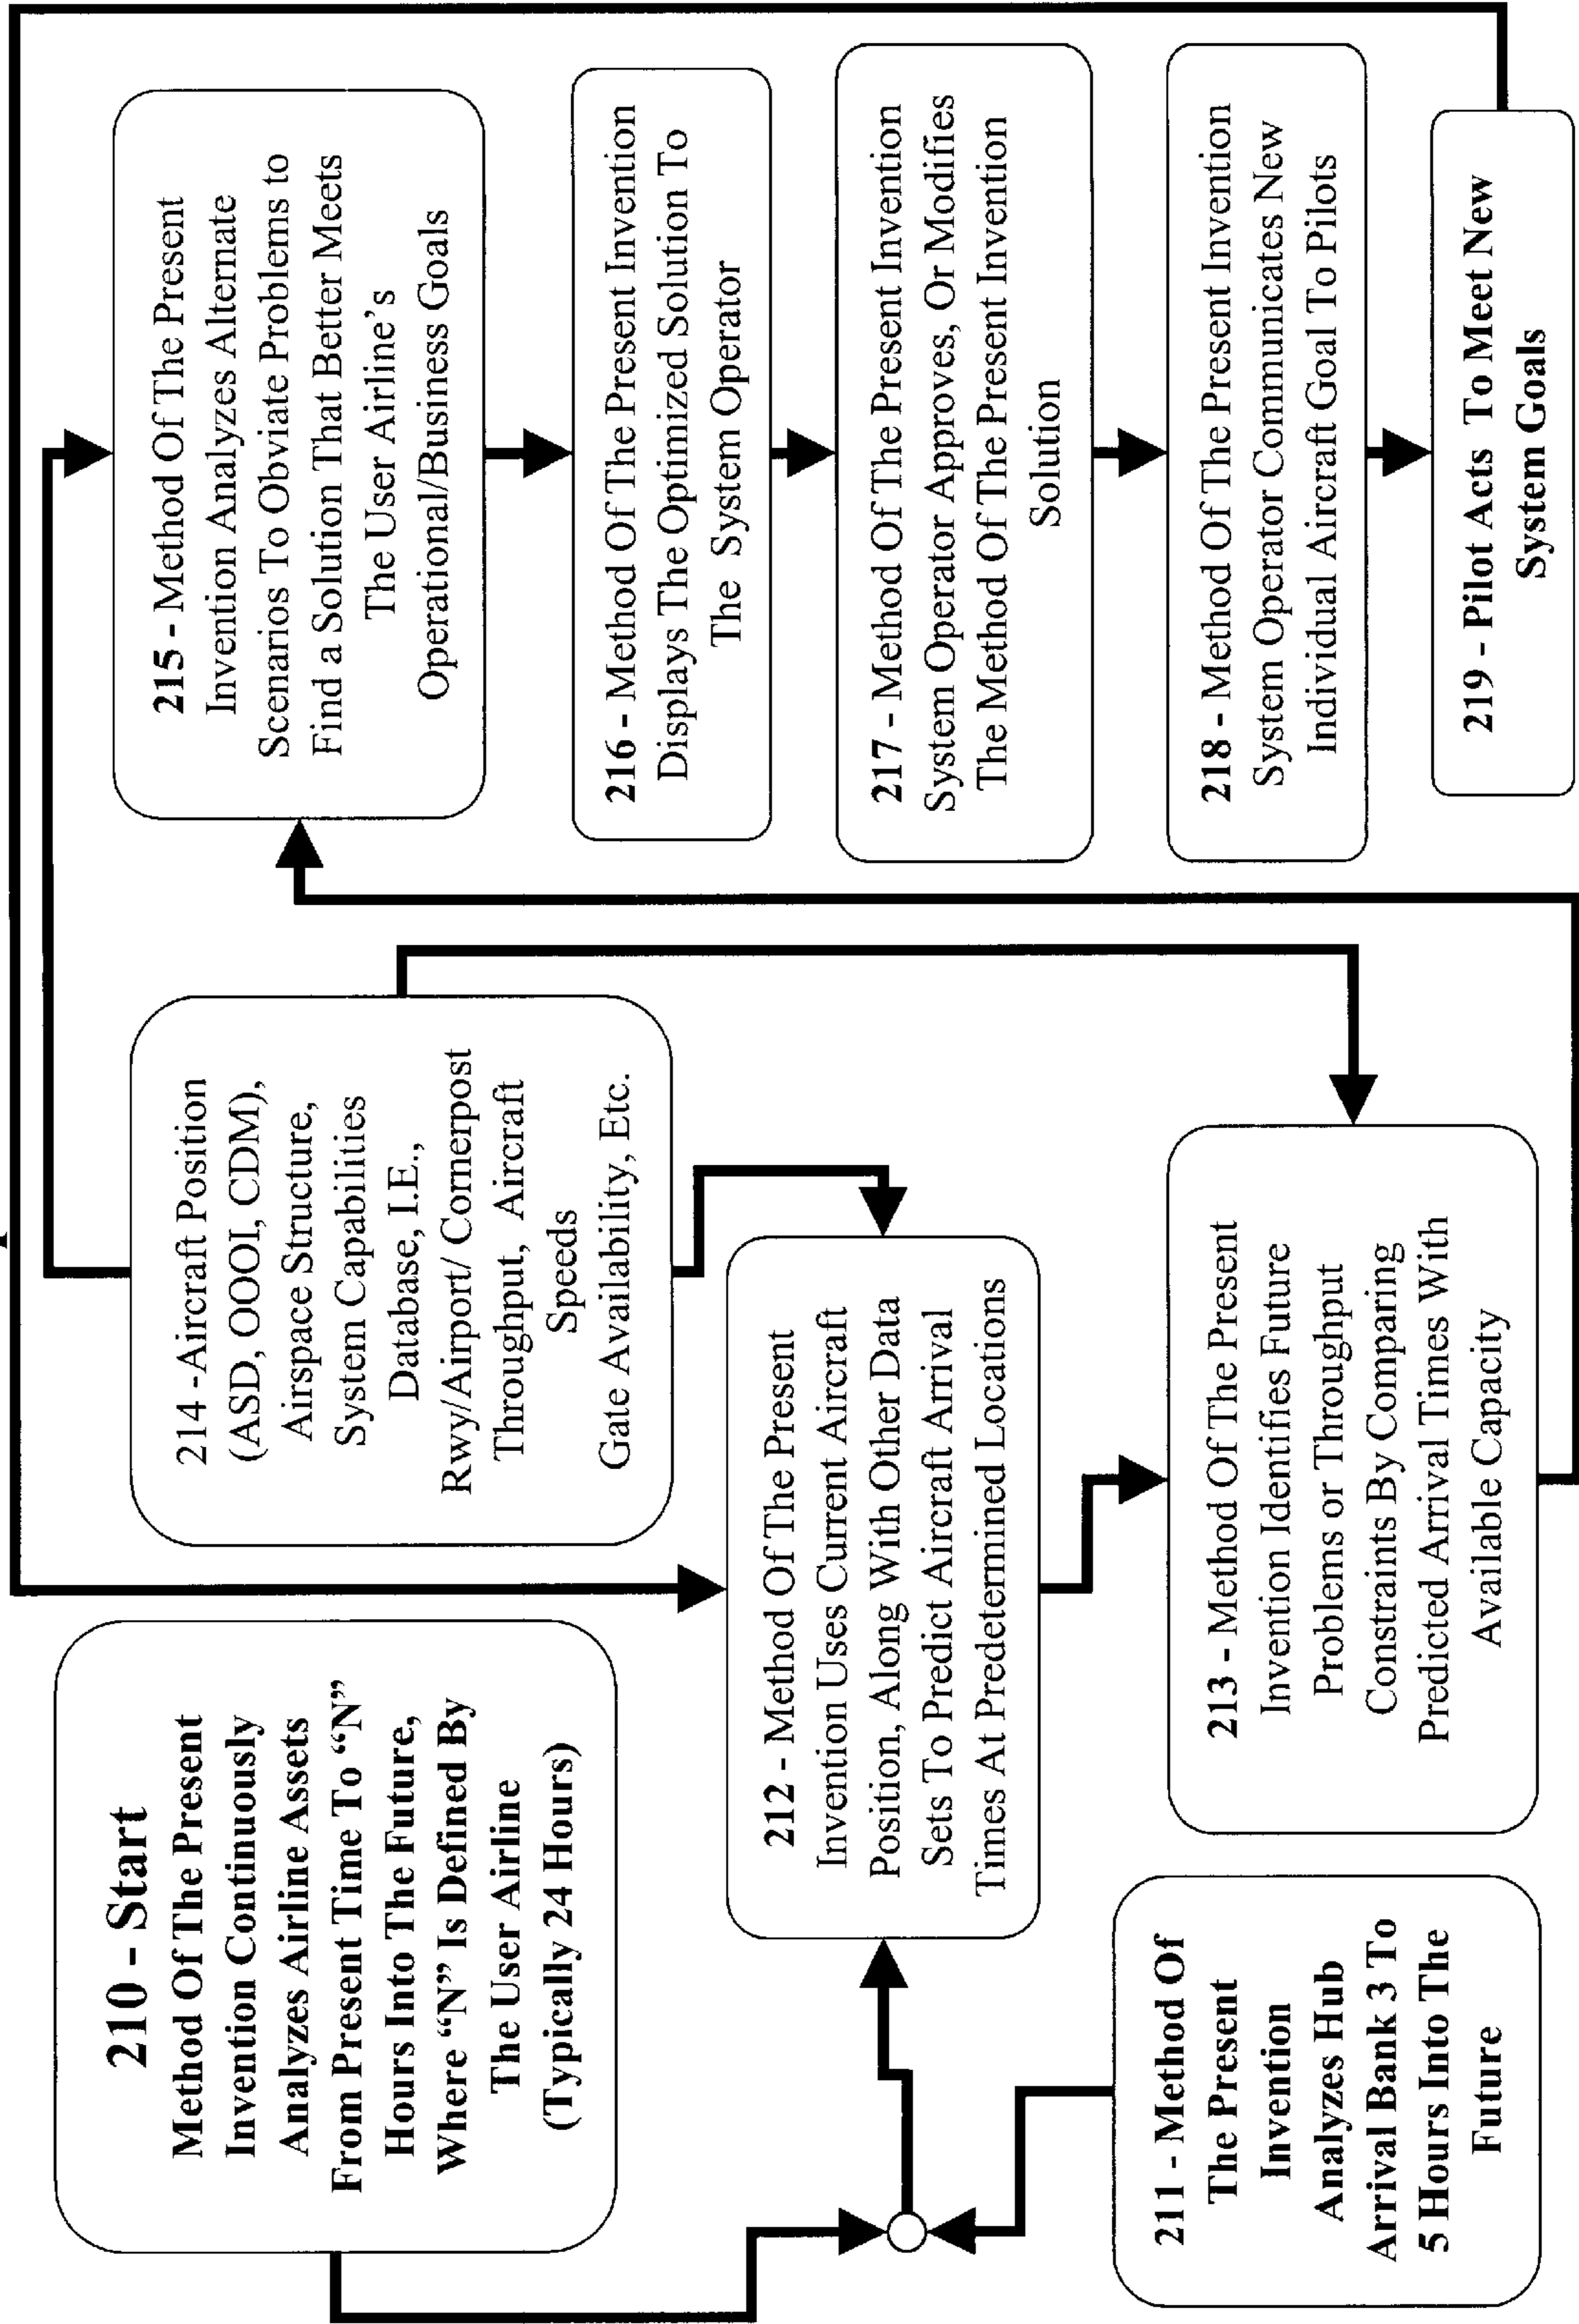 210 - Start
Method Of The Present
Invention Continuously
Analyzes Airline Assets
From Present Time To “N”
Hours Into The Future,
Where “N” Is Defined By
The User Airline
(Typically 24 Hours)
211 - Method Of
The Present
Invention
Analyzes Hub
Arrival Bank 3 To
5 Hours Into The
Future
212 - Method Of The Present
Invention Uses Current Aircraft
Position, Along With Other Data
Sets To Predict Aircraft Arrival
Times At Predetermined Locations
213 - Method Of The Present
Invention Identifies Future
Problems or Throughput
Constraints By Comparing
Predicted Arrival Times With
Available Capacity
214 -Aircraft Position
(ASD, OOOI, CDM),
Airspace Structure,
System Capabilities
Database, I.E.,
Rwy/Airport/ Cornerpost
Throughput, Aircraft
Speeds
Gate Availability, Etc.
215 - Method Of The Present
Invention Analyzes Alternate
Scenarios To Obviate Problems to
Find a Solution That Better Meets
The User Airline’s
Operational/Business Goals
216 - Method Of The Present Invention
Displays The Optimized Solution To
The System Operator
217 - Method Of The Present Invention
System Operator Approves, Or Modifies
The Method Of The Present Invention
Solution
218 - Method Of The Present Invention
System Operator Communicates New
Individual Aircraft Goal To Pilots
219 - Pilot Acts To Meet New
System Goals